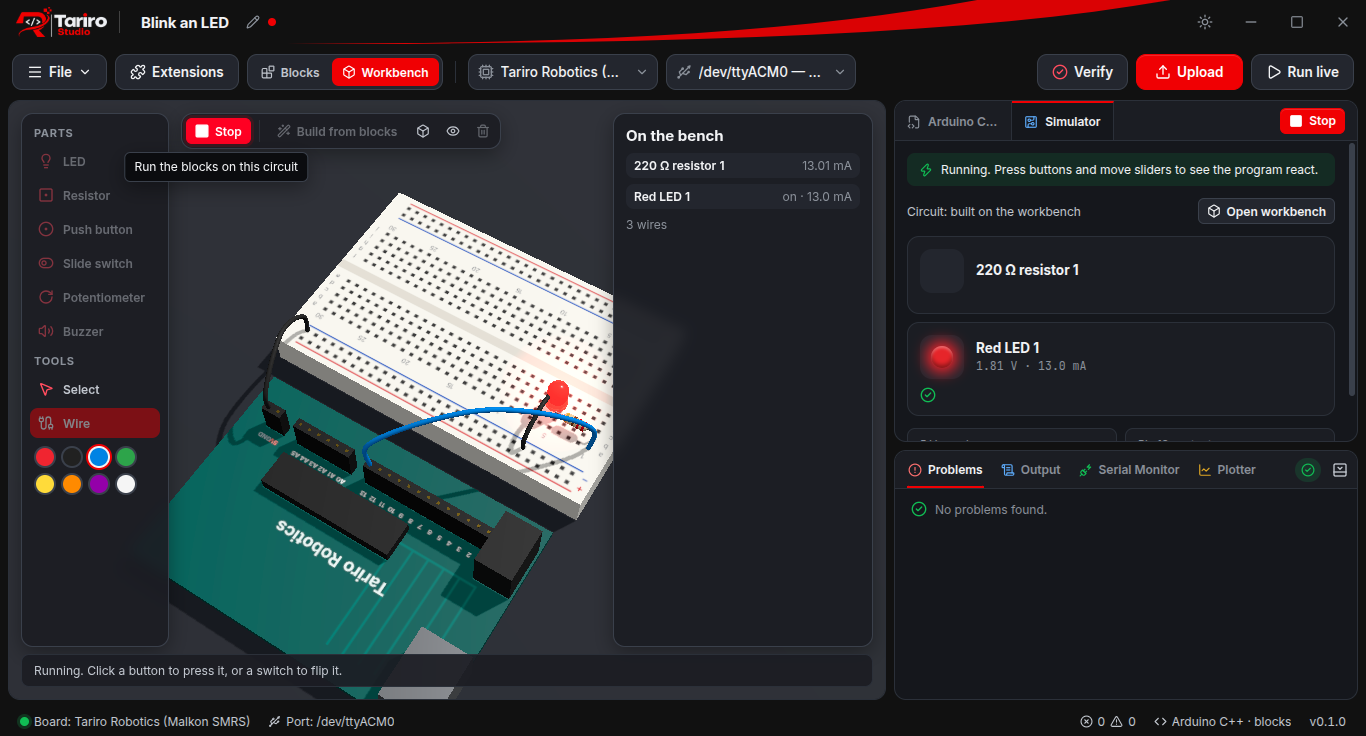 Tariro
Studio
Blink an LED
File
Extensions
Blocks
Workbench
Tariro Robotics (...
/dev/ttyACM0 — ...
Verify
Upload
Run live
PARTS
LED
Resistor
Push button
Slide switch
Potentiometer
Buzzer
TOOLS
Select
Wire
Stop
Build from blocks
Run the blocks on this circuit
On the bench
220 Ω resistor 1 13.01 mA
Red LED 1 on · 13.0 mA
3 wires
Tariro Robotics
Running. Click a button to press it, or a switch to flip it.
Arduino C...
Simulator
Stop
Running. Press buttons and move sliders to see the program react.
Circuit: built on the workbench
Open workbench
220 Ω resistor 1
Red LED 1
1.81 V · 13.0 mA
Problems
Output
Serial Monitor
Plotter
No problems found.
Board: Tariro Robotics (Malkon SMRS)
Port: /dev/ttyACM0
0
0
Arduino C++ · blocks
v0.1.0